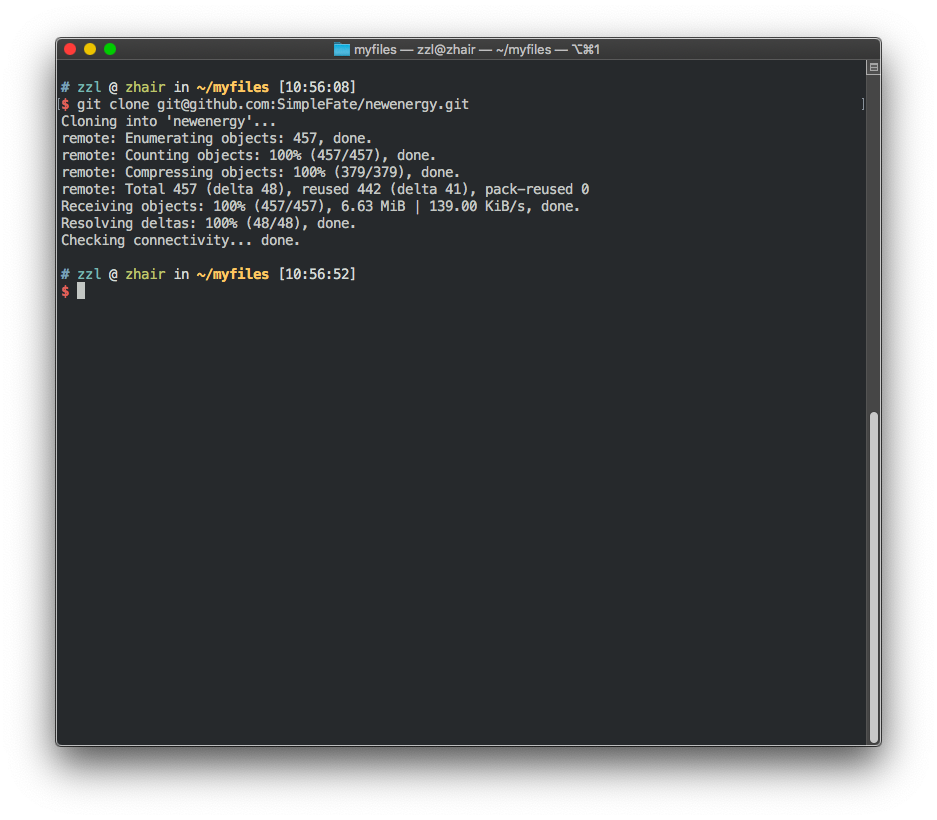 myfiles — zzl@zhair — ~/myfiles — ⌥⌘1
# zzl @ zhair in ~/myfiles [10:56:08]
[$ git clone git@github.com:SimpleFate/newenergy.git ]
Cloning into 'newenergy'...
remote: Enumerating objects: 457, done.
remote: Counting objects: 100% (457/457), done.
remote: Compressing objects: 100% (379/379), done.
remote: Total 457 (delta 48), reused 442 (delta 41), pack-reused 0
Receiving objects: 100% (457/457), 6.63 MiB | 139.00 KiB/s, done.
Resolving deltas: 100% (48/48), done.
Checking connectivity... done.
# zzl @ zhair in ~/myfiles [10:56:52]
$